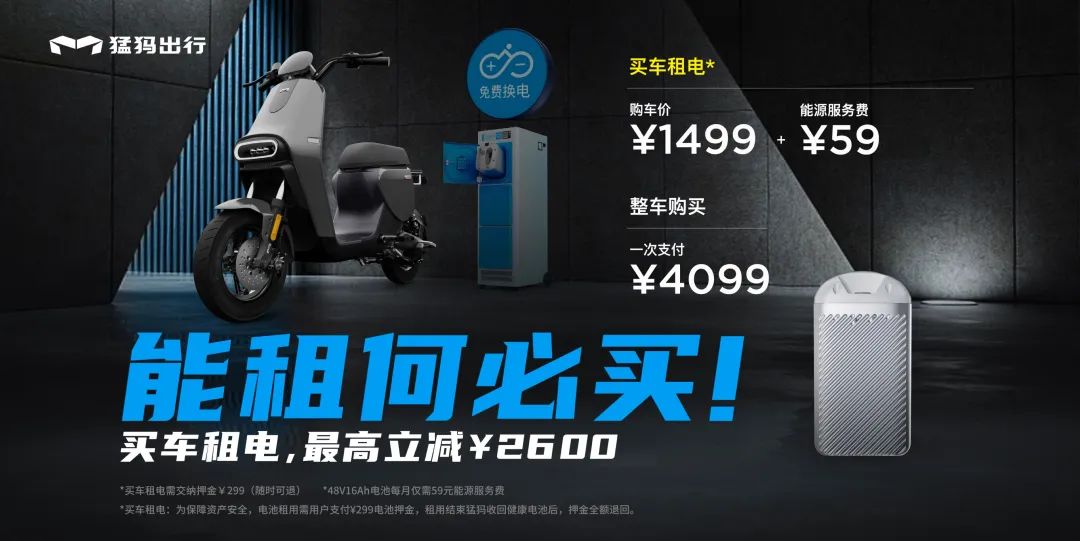 猛犸出行
免费换电
买车租电*
购车价
¥1499
+
能源服务费
¥59
整车购买
一次支付
¥4099
能租何必买！
买车租电,最高立减¥2600
*买车租电需交纳押金￥299（随时可退） *48V16Ah电池每月仅需59元能源服务费
*买车租电：为保障资产安全，电池租用需用户支付¥299电池押金，租用结束猛犸收回健康电池后，押金全额退回。